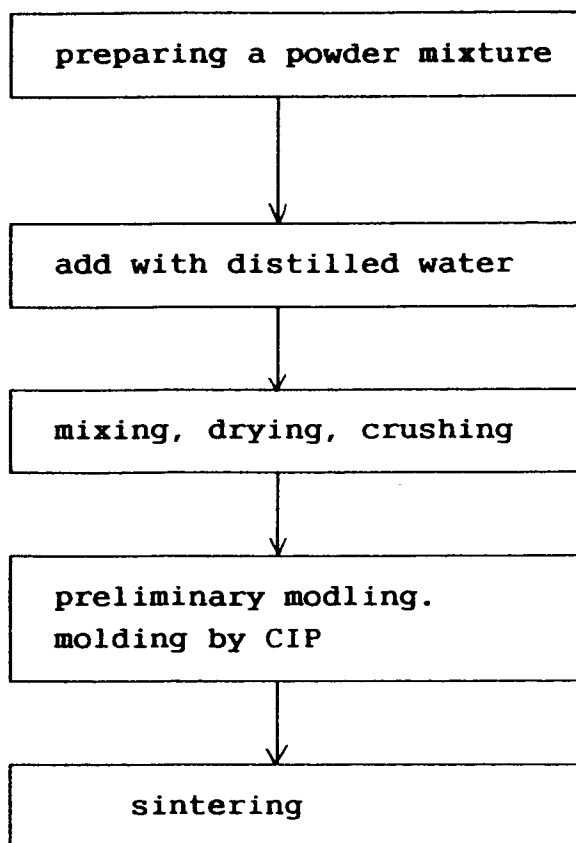 preparing a powder mixture
add with distilled water
mixing, drying, crushing
preliminary modling.
molding by CIP
sintering